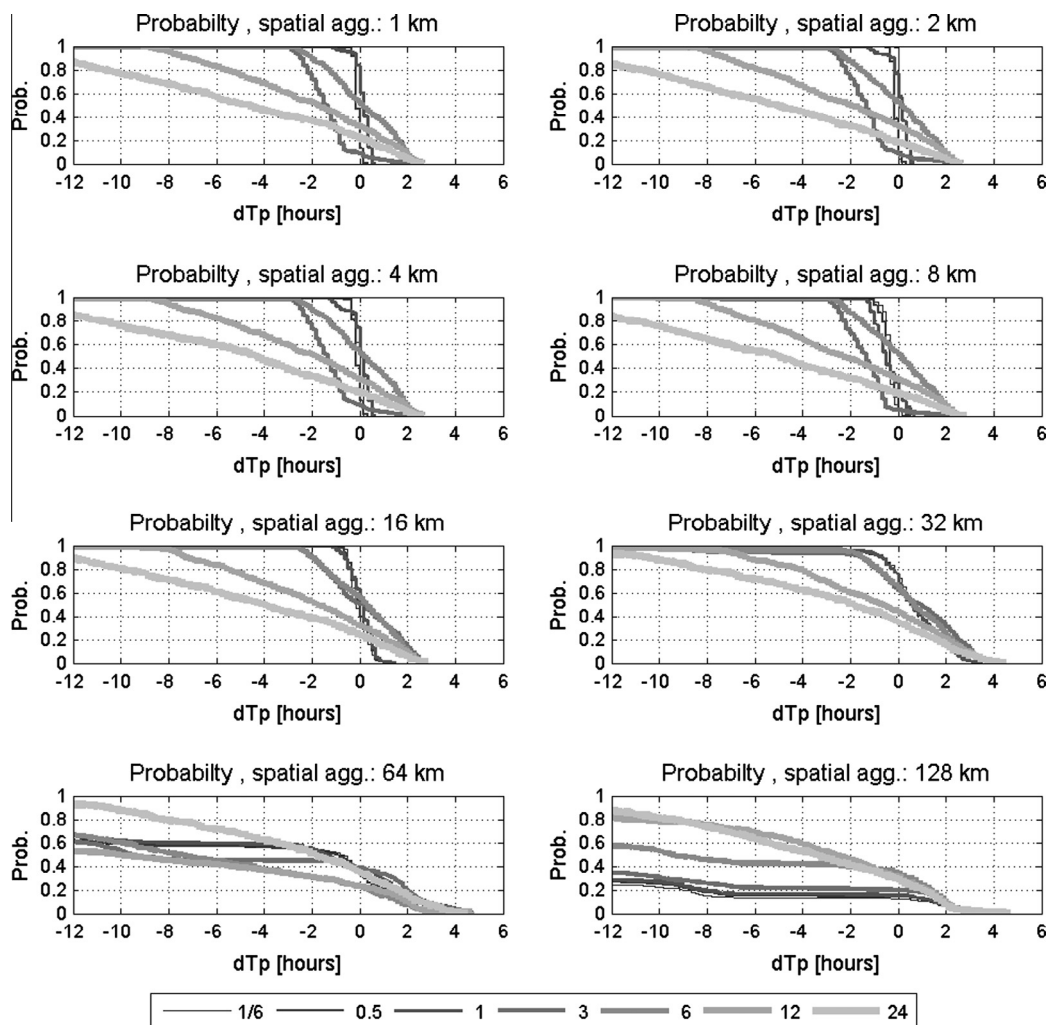 Probabilty , spatial agg.: 1 km
Prob.
1
0.8
0.6
0.4
0.2
0
-12 -10 -8 -6 -4 -2 0 2 4 6
dTp [hours]
Probabilty , spatial agg.: 2 km
Prob.
1
0.8
0.6
0.4
0.2
0
-12 -10 -8 -6 -4 -2 0 2 4 6
dTp [hours]
Probabilty , spatial agg.: 4 km
Prob.
1
0.8
0.6
0.4
0.2
0
-12 -10 -8 -6 -4 -2 0 2 4 6
dTp [hours]
Probabilty , spatial agg.: 8 km
Prob.
1
0.8
0.6
0.4
0.2
0
-12 -10 -8 -6 -4 -2 0 2 4 6
dTp [hours]
Probabilty , spatial agg.: 16 km
Prob.
1
0.8
0.6
0.4
0.2
0
-12 -10 -8 -6 -4 -2 0 2 4 6
dTp [hours]
Probabilty , spatial agg.: 32 km
Prob.
1
0.8
0.6
0.4
0.2
0
-12 -10 -8 -6 -4 -2 0 2 4 6
dTp [hours]
Probabilty , spatial agg.: 64 km
Prob.
1
0.8
0.6
0.4
0.2
0
-12 -10 -8 -6 -4 -2 0 2 4 6
dTp [hours]
Probabilty , spatial agg.: 128 km
Prob.
1
0.8
0.6
0.4
0.2
0
-12 -10 -8 -6 -4 -2 0 2 4 6
dTp [hours]
1/6 0.5 1 3 6 12 24